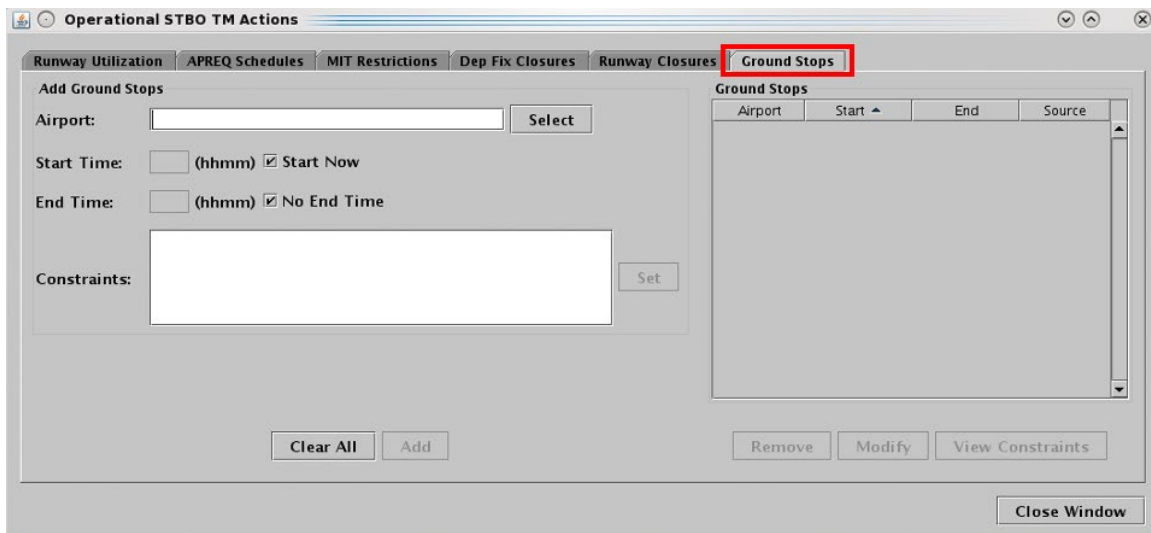 Operational STBO TM Actions
Runway Utilization APREQ Schedules MIT Restrictions Dep Fix Closures Runway Closures Ground Stops
Add Ground Stops
Airport: Select
Start Time: (hhmm) Start Now
End Time: (hhmm) No End Time
Constraints: Set
Clear All Add
Ground Stops
Airport Start End Source
Remove Modify View Constraints
Close Window